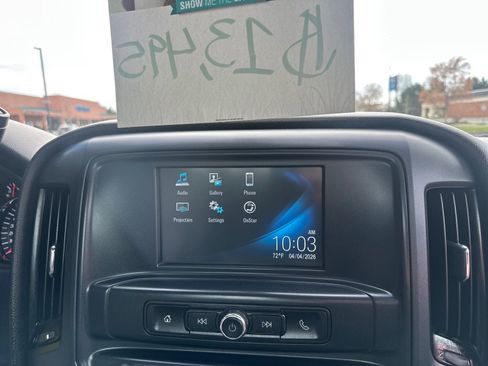 SHOW ME THE
$13,495
Audio Gallery Phone
Projection Settings OnStar
AM
10:03
72°F 04/04/2026